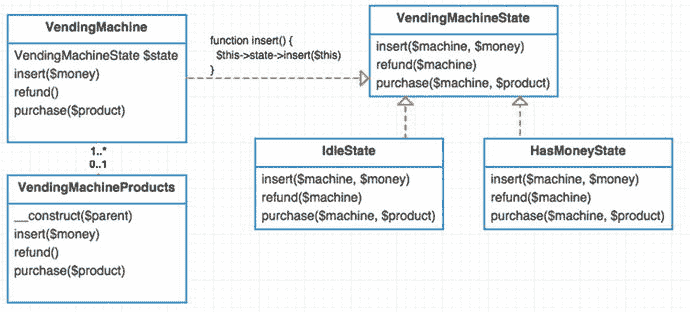 VendingMachine
VendingMachineState $state
insert($money)
refund()
purchase($product)
function insert() {
$this->state->insert($this)
}
VendingMachineState
insert($machine, $money)
refund($machine)
purchase($machine, $product)
1..*
0..1
VendingMachineProducts
__construct($parent)
insert($money)
refund()
purchase($product)
IdleState
insert($machine, $money)
refund($machine)
purchase($machine, $product)
HasMoneyState
insert($machine, $money)
refund($machine)
purchase($machine, $product)